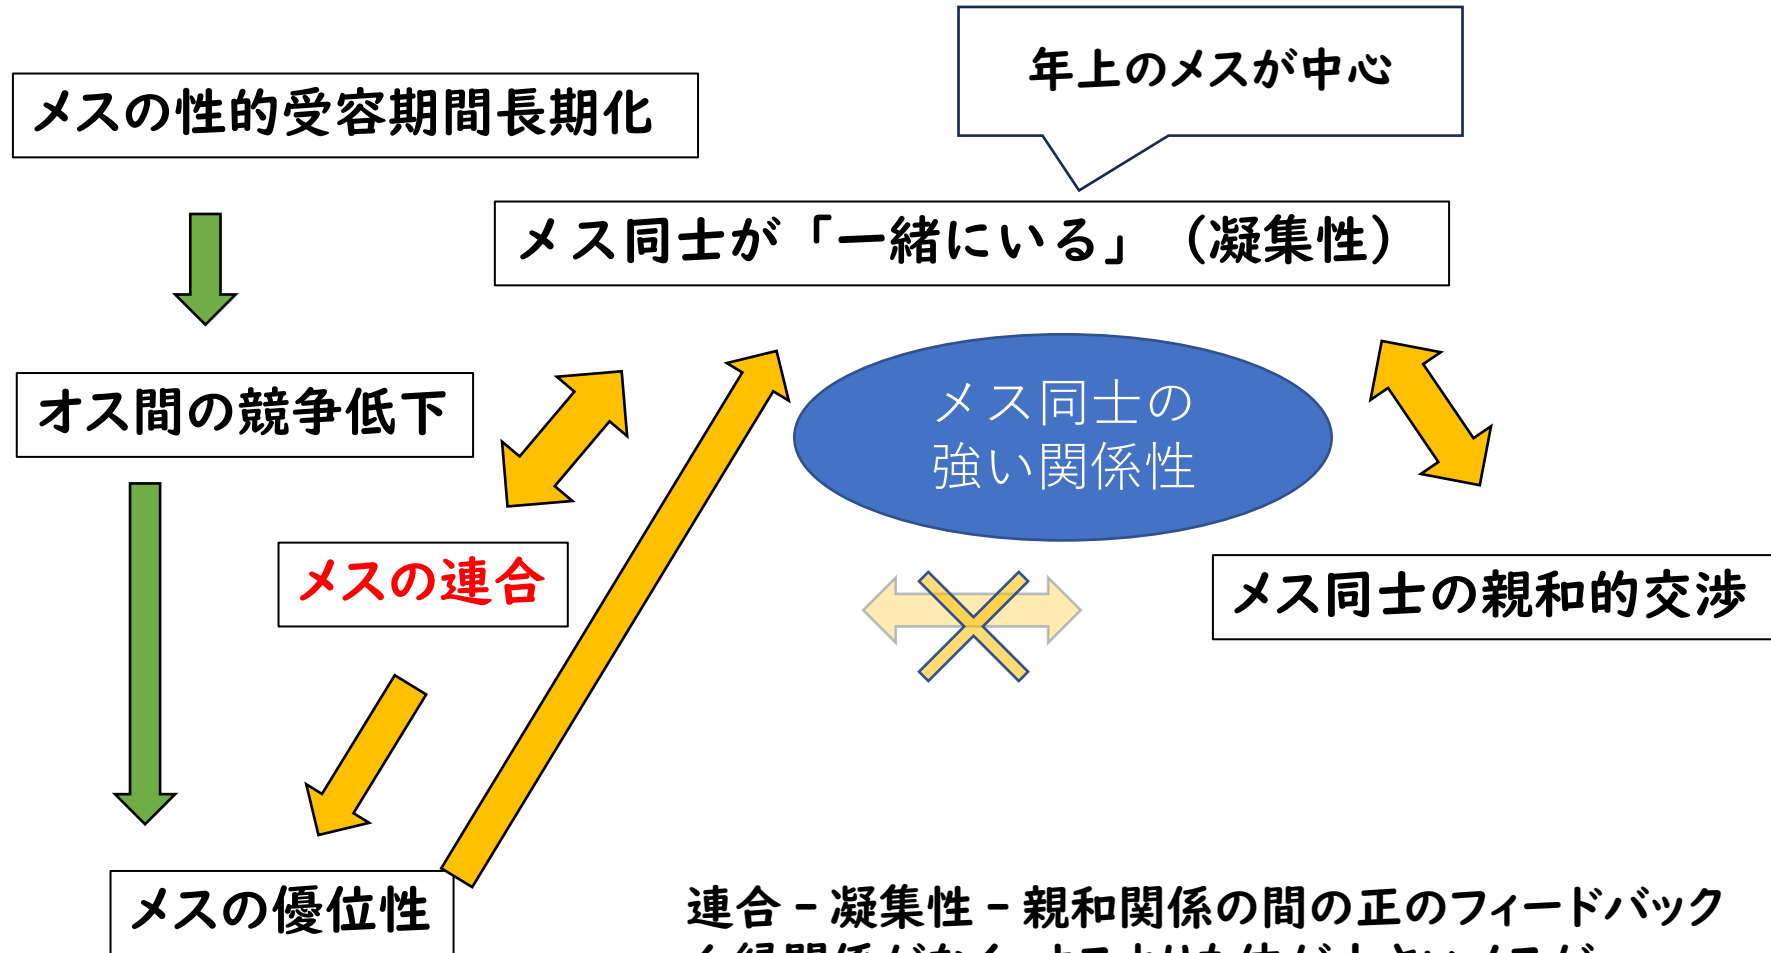 年上のメスが中心
メスの性的受容期間長期化
メス同士が「一緒にいる」（凝集性）
オス間の競争低下
メス同士の
強い関係性
メスの連合
メス同士の親和的交渉
メスの優位性
連合－凝集性－親和関係の間の正のフィードバック